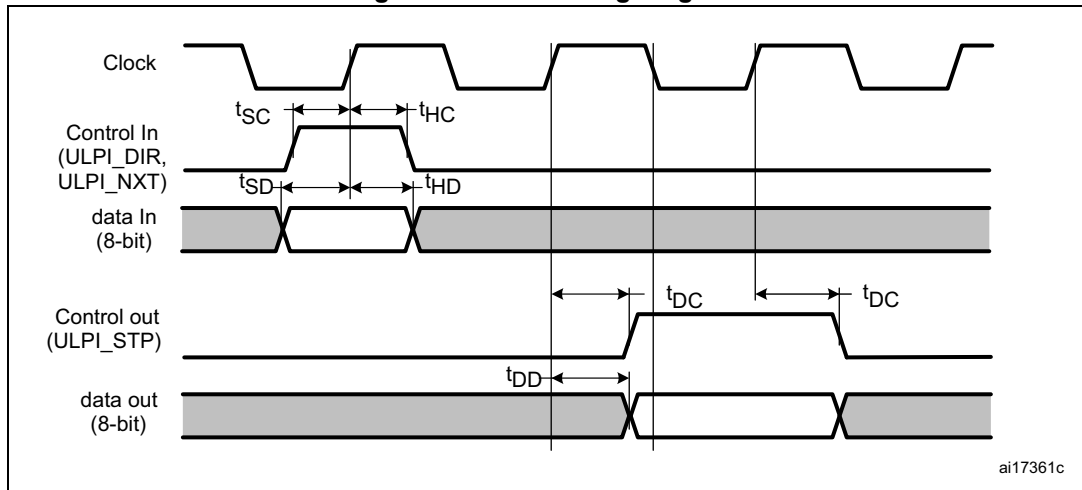 Clock
tSC
tHC
Control In
(ULPI_DIR,
ULPI_NXT)
tSD
tHD
data In
(8-bit)
tDC
tDC
Control out
(ULPI_STP)
tDD
data out
(8-bit)
ai17361c